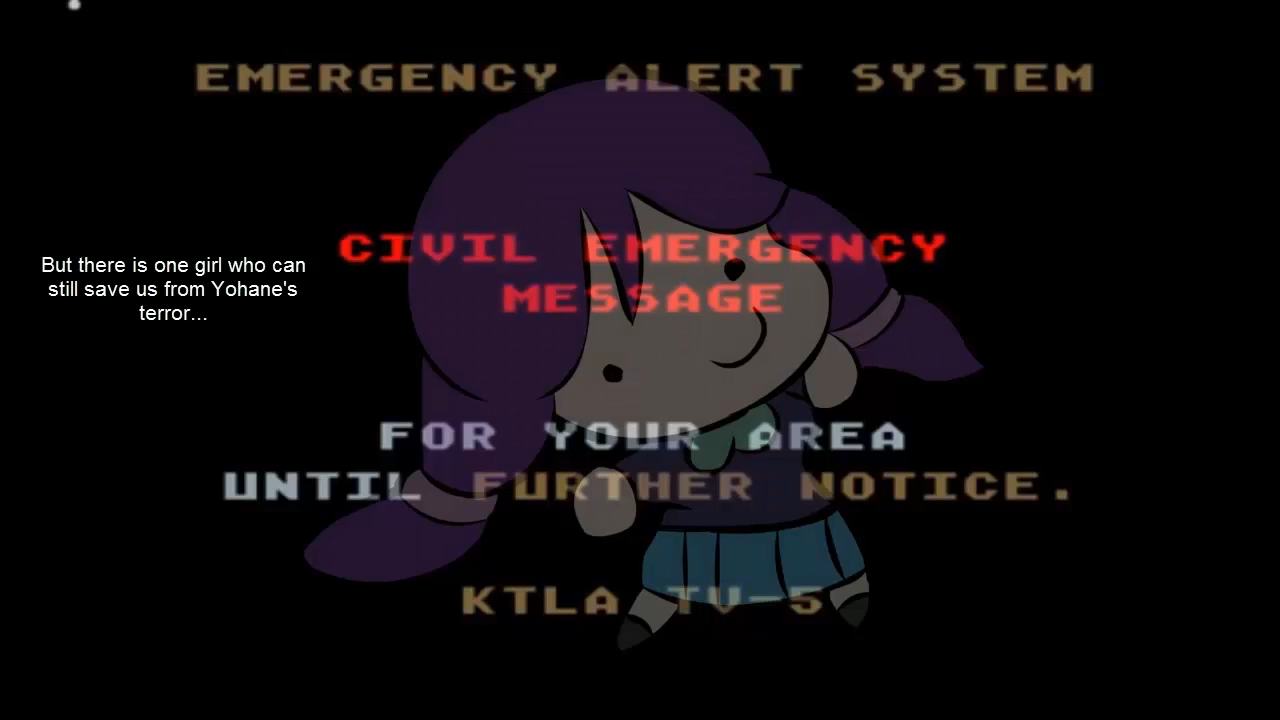 EMERGENCY ALERT SYSTEM
CIVIL EMERGENCY
MESSAGE
But there is one girl who can
still save us from Yohane's
terror...
FOR YOUR AREA
UNTIL FURTHER NOTICE.
KTLA TV-5